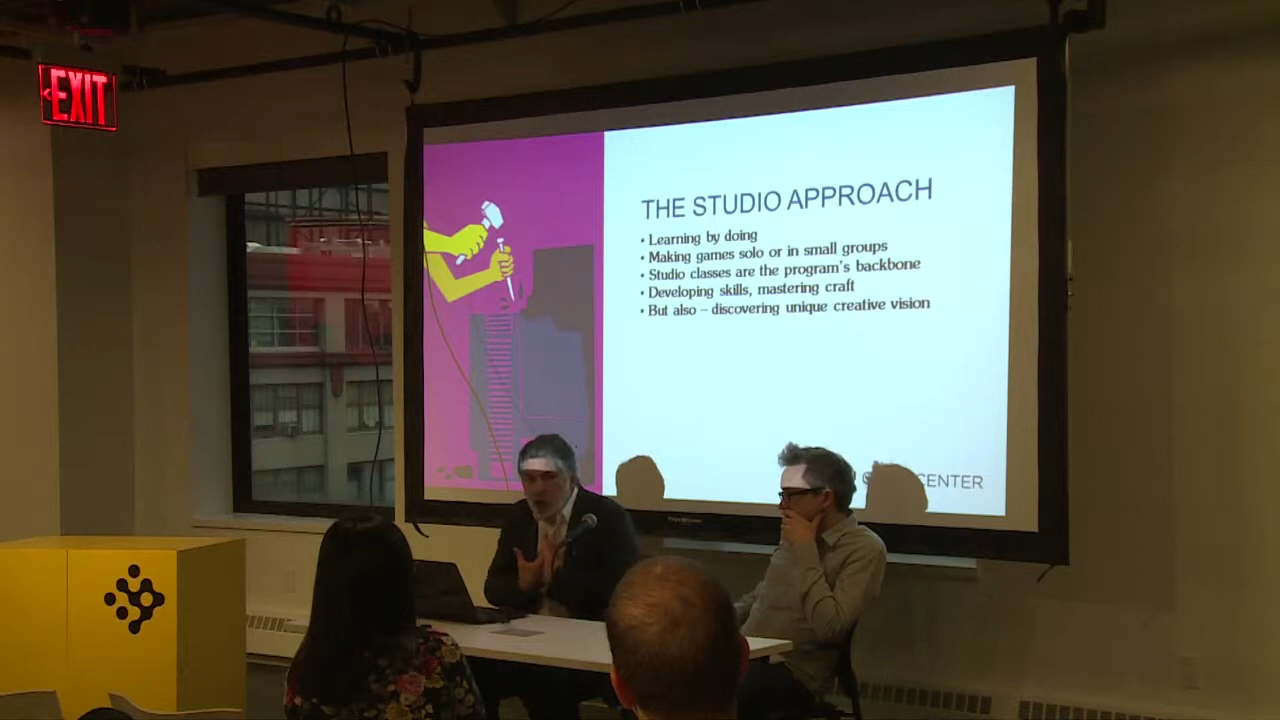 EXIT
THE STUDIO APPROACH
• Learning by doing
• Making games solo or in small groups
• Studio classes are the program's backbone
• Developing skills, mastering craft
• But also – discovering unique creative vision
CENTER